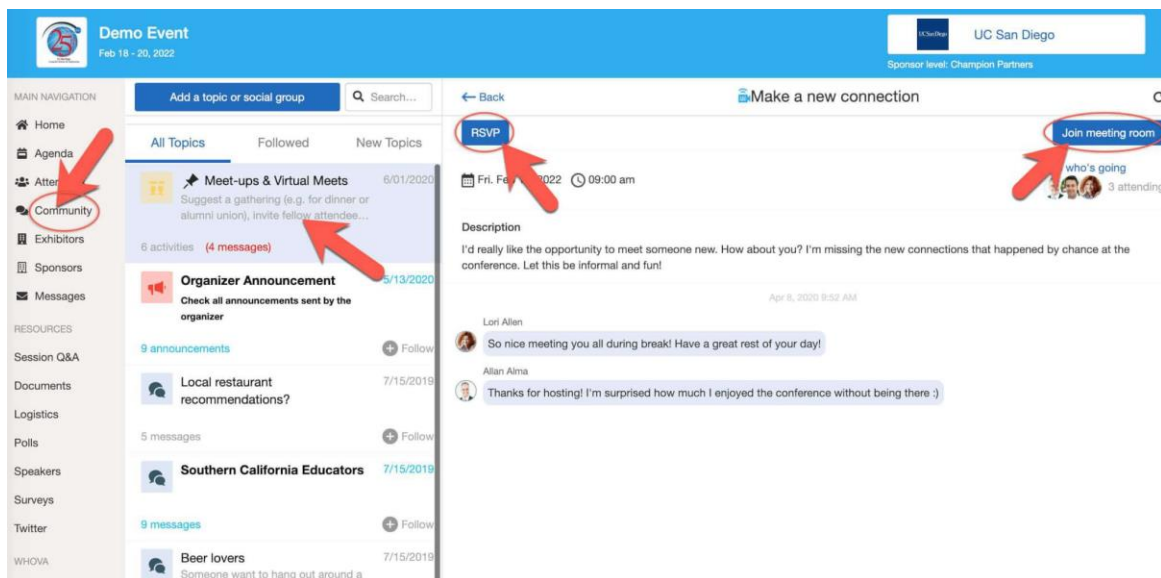 Demo Event
Feb 18 - 20, 2022
25
UC San Diego
UC San Diego
Sponsor level: Champion Partners
MAIN NAVIGATION
Home
Agenda
Atten
Community
Exhibitors
Sponsors
Messages
RESOURCES
Session Q&A
Documents
Logistics
Polls
Speakers
Surveys
Twitter
WHOVA
Add a topic or social group
Search...
All Topics
Followed
New Topics
Meet-ups & Virtual Meets
6/01/2020
Suggest a gathering (e.g. for dinner or
alumni union), invite fellow attendee...
6 activities (4 messages)
Organizer Announcement
5/13/2020
Check all announcements sent by the
organizer
9 announcements
Follow
Local restaurant
recommendations?
7/15/2019
5 messages
Follow
Southern California Educators
7/15/2019
9 messages
Follow
Beer lovers
7/15/2019
Someone want to hang out around a
← Back
Make a new connection
RSVP
Join meeting room
Fri. Fe 2022 09:00 am
who's going
3 attending
Description
I'd really like the opportunity to meet someone new. How about you? I'm missing the new connections that happened by chance at the
conference. Let this be informal and fun!
Apr 8, 2020 9:52 AM
Lori Allen
So nice meeting you all during break! Have a great rest of your day!
Allan Alma
Thanks for hosting! I'm surprised how much I enjoyed the conference without being there :)